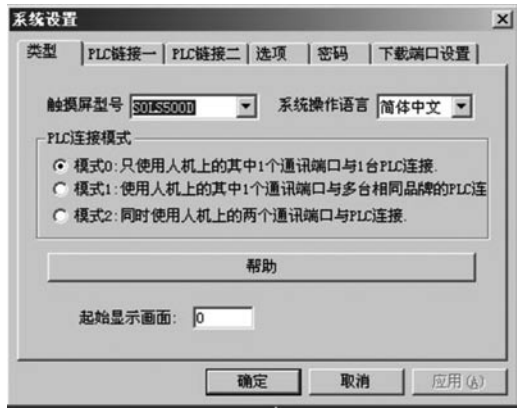 系统设置
类型 PLC链接一 PLC链接二 选项 密码 下载端口设置
触摸屏型号 系统操作语言 简体中文
PLC连接模式
模式0:只使用人机上的其中1个通讯端口与1台PLC连接.
模式1:使用人机上的其中1个通讯端口与多台相同品牌的PLC连
模式2:同时使用人机上的两个通讯端口与PLC连接.
帮助
起始显示画面: 0
确定 取消 应用(A)